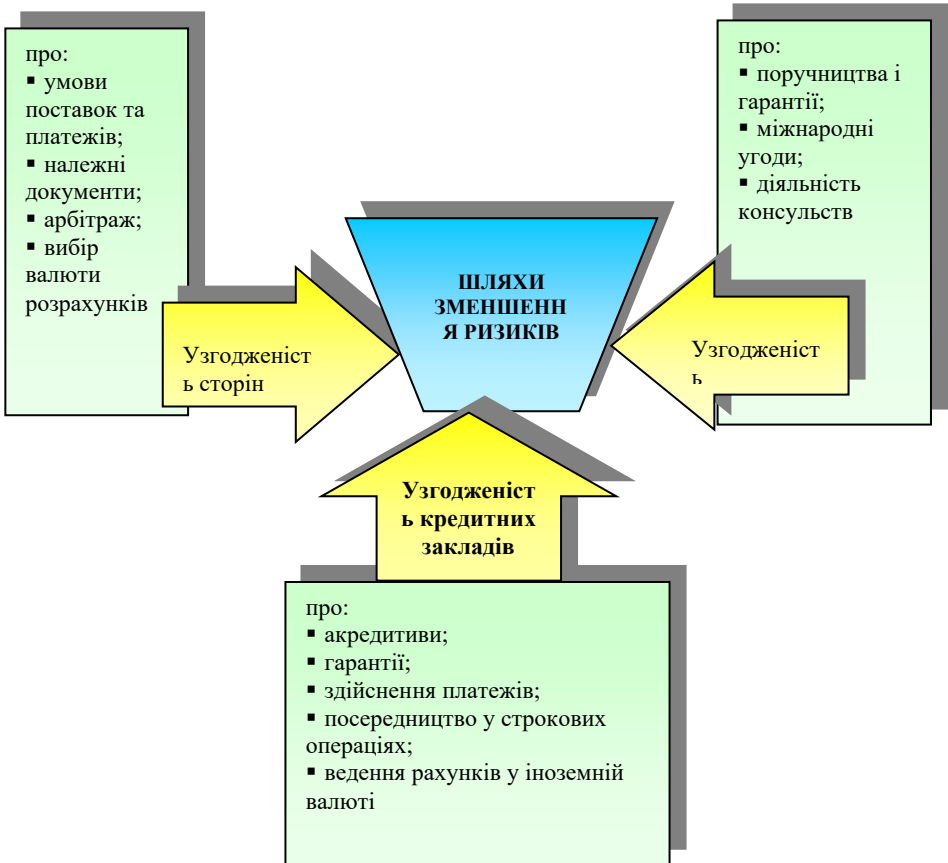 про:
▪ умови
поставок та
платежів;
▪ належні
документи;
▪ арбітраж;
▪ вибір
валюти
розрахунків
про:
▪ поручництва і
гарантії;
▪ міжнародні
угоди;
▪ діяльність
консульств
ШЛЯХИ
ЗМЕНШЕНН
Я РИЗИКІВ
Узгодженіст
ь сторін
Узгодженіст
ь
Узгодженіст
ь кредитних
закладів
про:
▪ акредитиви;
▪ гарантії;
▪ здійснення платежів;
▪ посередництво у строкових
операціях;
▪ ведення рахунків у іноземній
валюті